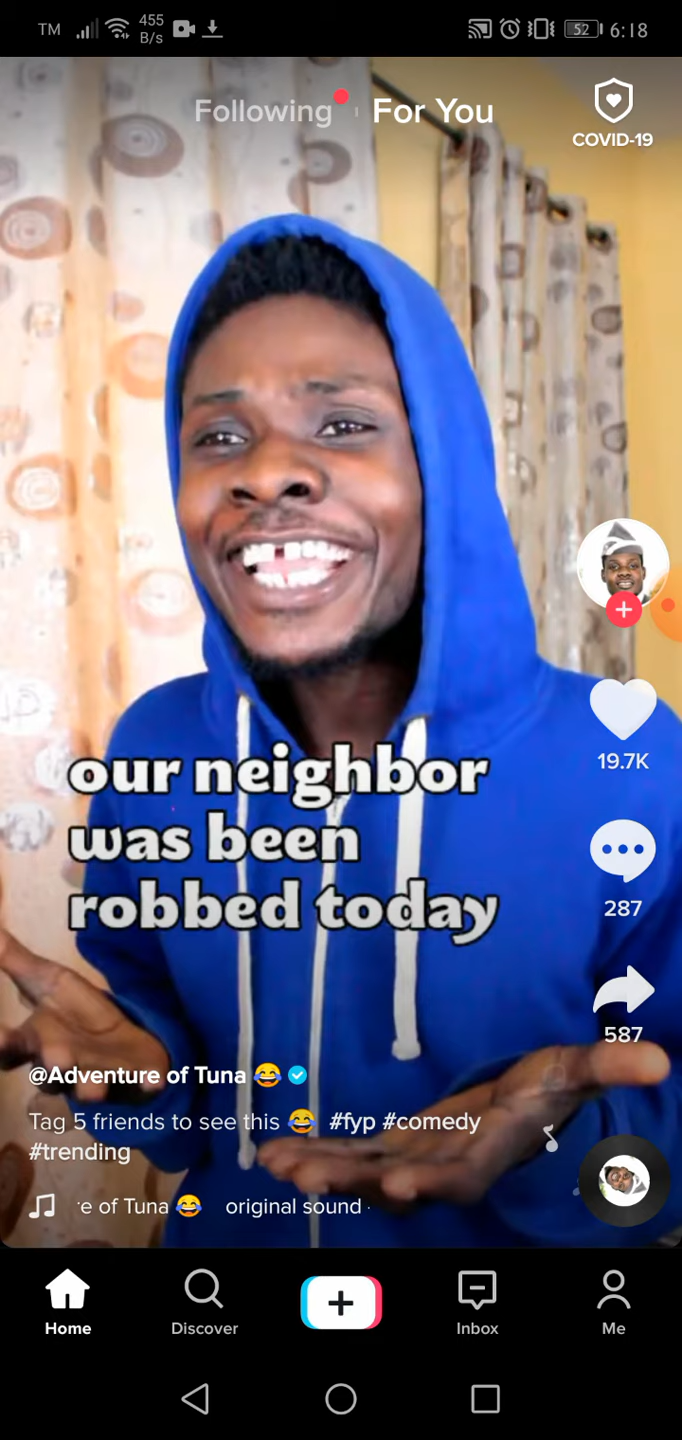 TM 455 B/s 52 6:18
Following For You
COVID-19
19.7K
our neighbor
was been
robbed today
287
587
@Adventure of Tuna 😂
Tag 5 friends to see this 😂 #fyp #comedy
#trending
e of Tuna 😂 original sound
Home Discover Inbox Me